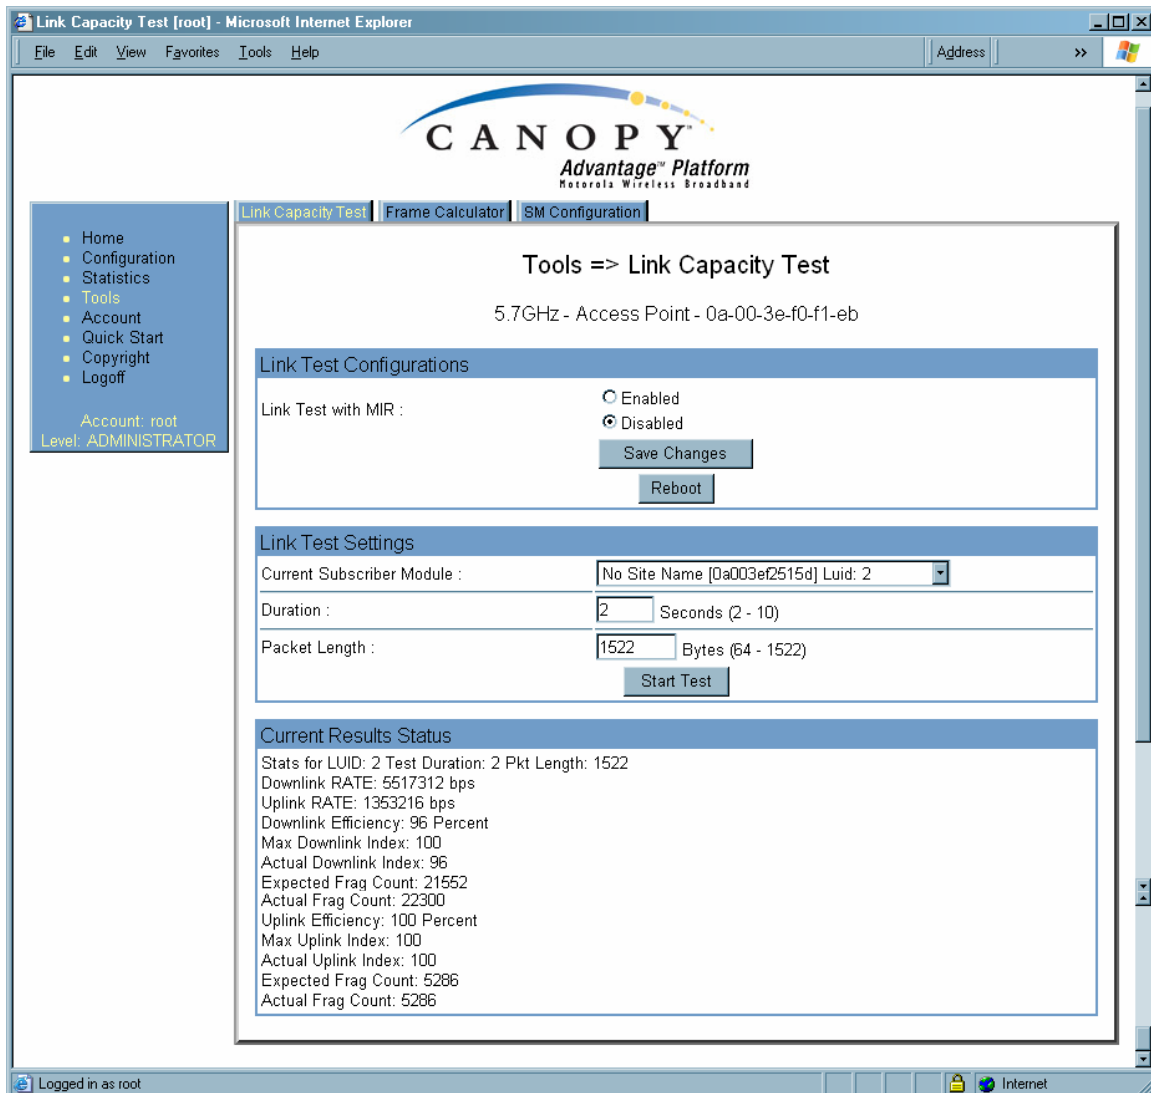 Link Capacity Test [root] - Microsoft Internet Explorer
File Edit View Favorites Tools Help Address »
CANOPY™
Advantage™ Platform
Motorola Wireless Broadband
Link Capacity Test Frame Calculator SM Configuration
Home
Configuration
Statistics
Tools
Account
Quick Start
Copyright
Logoff
Account: root
Level: ADMINISTRATOR
Tools => Link Capacity Test
5.7GHz - Access Point - 0a-00-3e-f0-f1-eb
Link Test Configurations
Link Test with MIR :
Enabled
Disabled
Save Changes
Reboot
Link Test Settings
Current Subscriber Module : No Site Name [0a003ef2515d] Luid: 2
Duration : 2 Seconds (2 - 10)
Packet Length : 1522 Bytes (64 - 1522)
Start Test
Current Results Status
Stats for LUID: 2 Test Duration: 2 Pkt Length: 1522
Downlink RATE: 5517312 bps
Uplink RATE: 1353216 bps
Downlink Efficiency: 96 Percent
Max Downlink Index: 100
Actual Downlink Index: 96
Expected Frag Count: 21552
Actual Frag Count: 22300
Uplink Efficiency: 100 Percent
Max Uplink Index: 100
Actual Uplink Index: 100
Expected Frag Count: 5286
Actual Frag Count: 5286
Logged in as root Internet